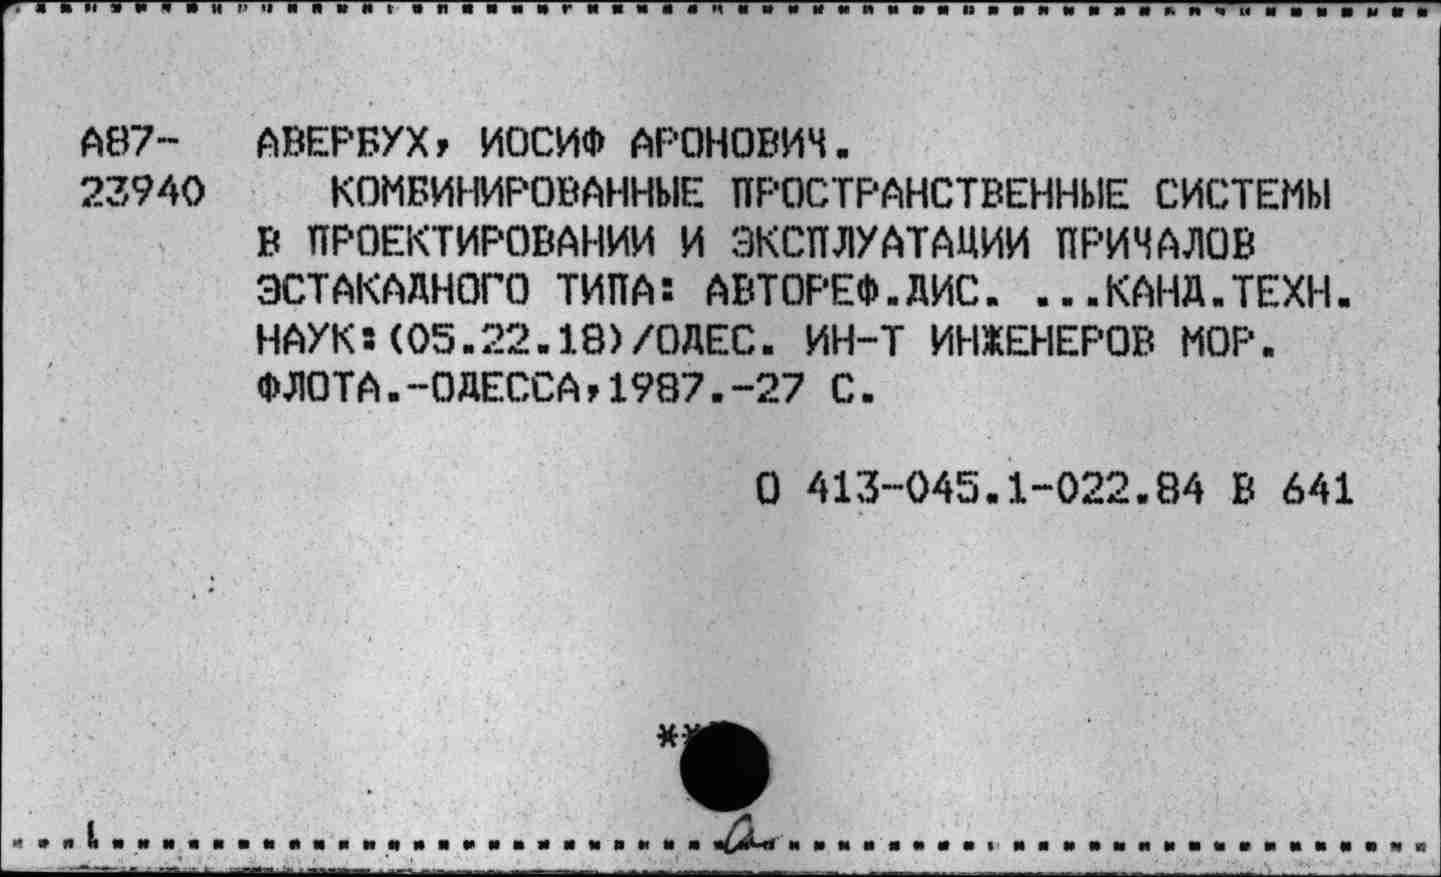 А87- АВЕРБУХ, ИОСИФ АРОНОВИЧ.
23940 КОМБИНИРОВАННЫЕ ПРОСТРАНСТВЕННЫЕ СИСТЕМЫ
В ПРОЕКТИРОВАНИИ И ЭКСПЛУАТАЦИИ ПРИЧАЛОВ
ЭСТАКАДНОГО ТИПА: АВТОРЕФ.ДИС. ...КАНД.ТЕХН.
НАУК:(05.22.18)/ОДЕС. ИН-Т ИНЖЕНЕРОВ МОР.
ФЛОТА.-ОДЕССА,1987.-27 С.
О 413-045.1-022.84 В 641
**